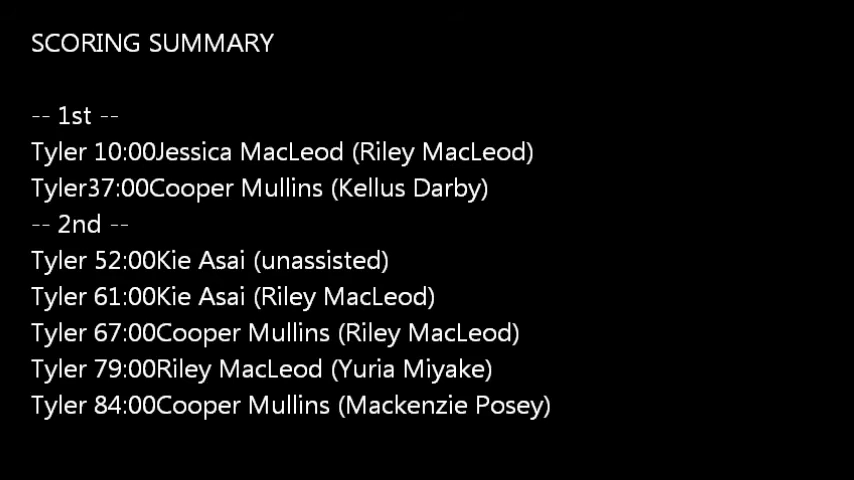 SCORING SUMMARY
-- 1st --
Tyler 10:00Jessica MacLeod (Riley MacLeod)
Tyler37:00Cooper Mullins (Kellus Darby)
-- 2nd --
Tyler 52:00Kie Asai (unassisted)
Tyler 61:00Kie Asai (Riley MacLeod)
Tyler 67:00Cooper Mullins (Riley MacLeod)
Tyler 79:00Riley MacLeod (Yuria Miyake)
Tyler 84:00Cooper Mullins (Mackenzie Posey)